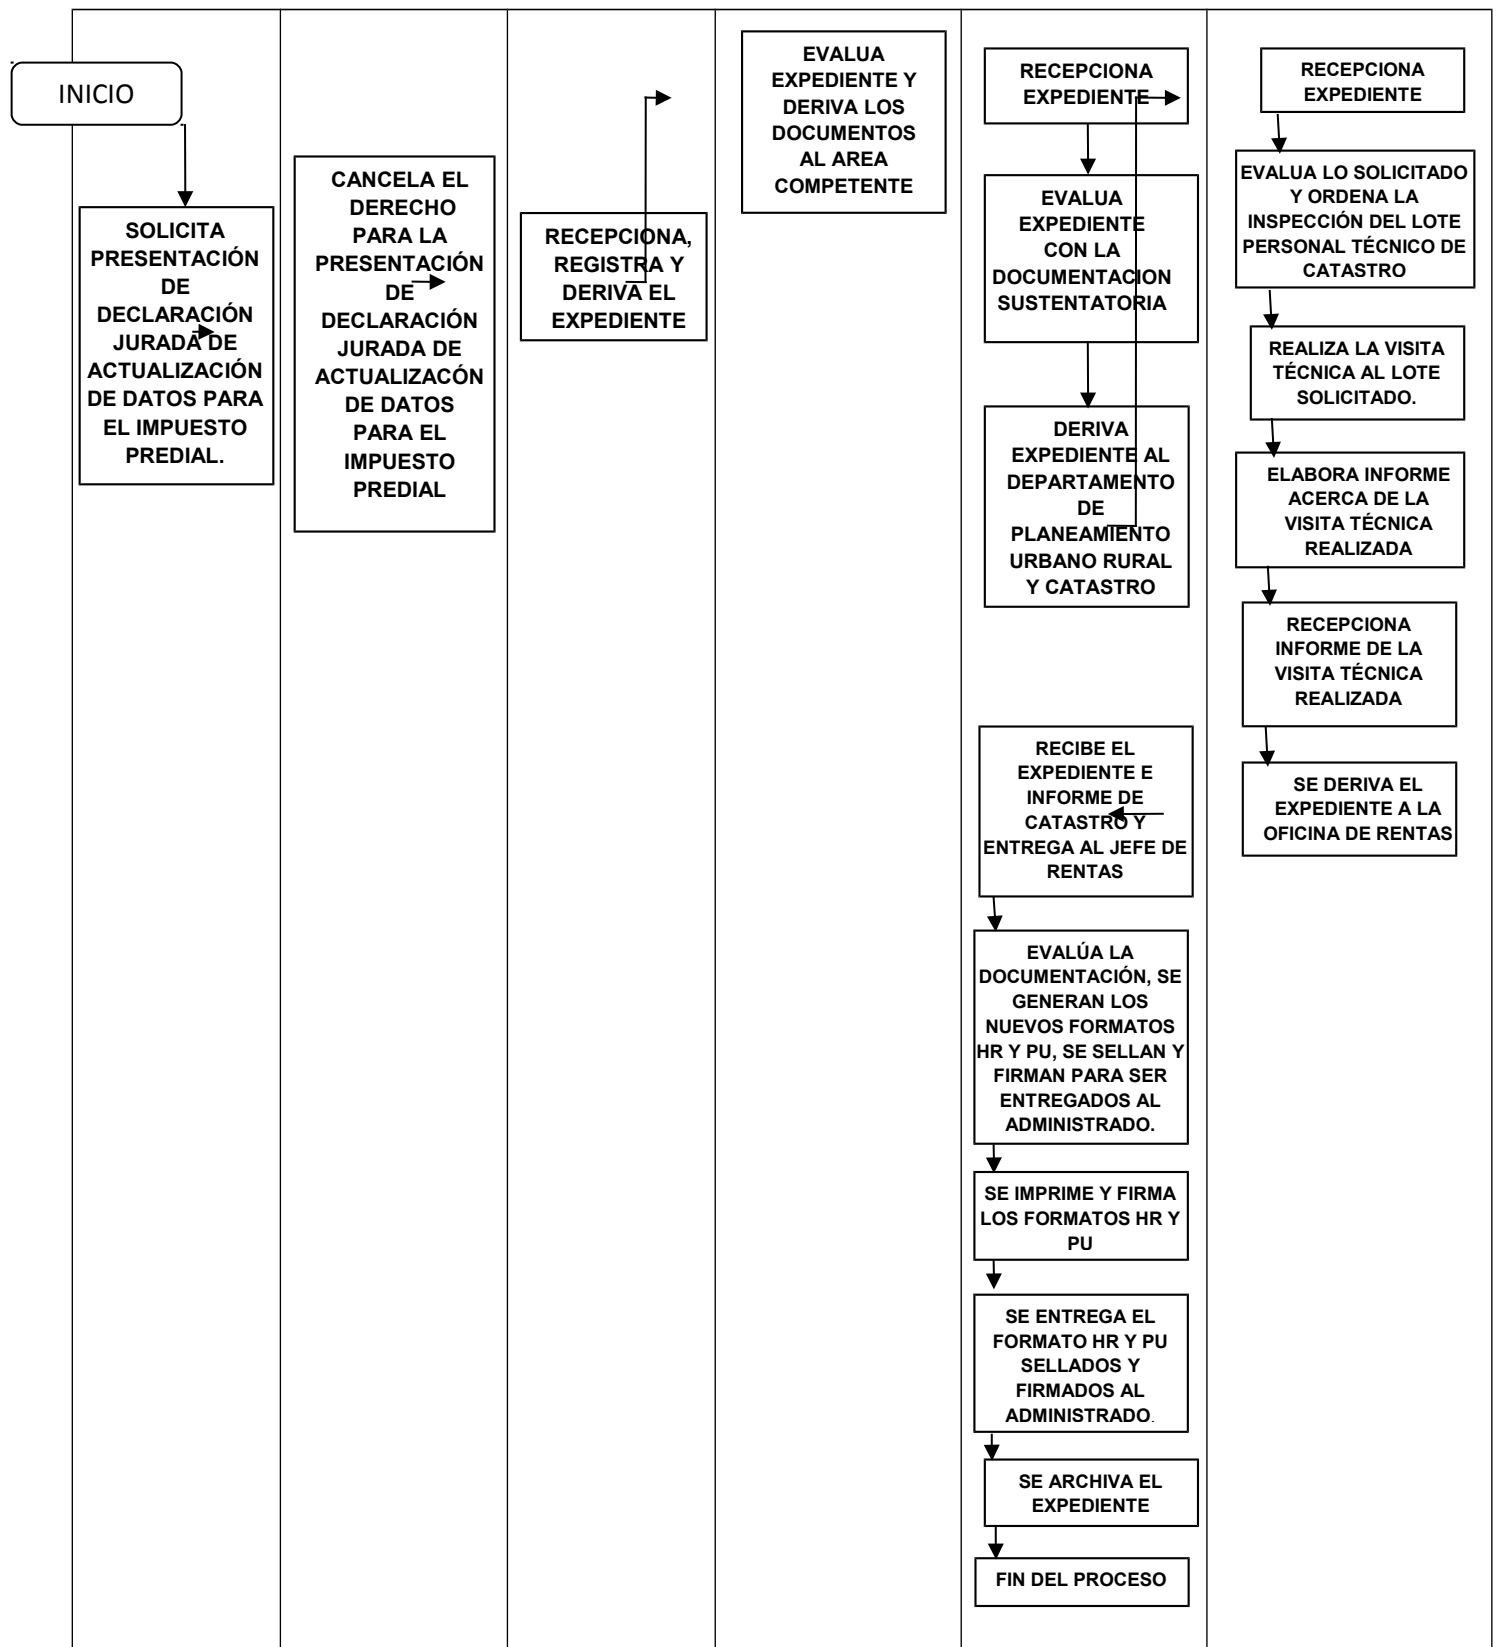 INICIO
SOLICITA
PRESENTACIÓN
DE
DECLARACIÓN
JURADA DE
ACTUALIZACIÓN
DE DATOS PARA
EL IMPUESTO
PREDIAL.
CANCELA EL
DERECHO
PARA LA
PRESENTACIÓN
DE
DECLARACIÓN
JURADA DE
ACTUALIZACÓN
DE DATOS
PARA EL
IMPUESTO
PREDIAL
RECEPCIONA,
REGISTRA Y
DERIVA EL
EXPEDIENTE
EVALUA
EXPEDIENTE Y
DERIVA LOS
DOCUMENTOS
AL AREA
COMPETENTE
RECEPCIONA
EXPEDIENTE
EVALUA
EXPEDIENTE
CON LA
DOCUMENTACION
SUSTENTATORIA
DERIVA
EXPEDIENTE AL
DEPARTAMENTO
DE
PLANEAMIENTO
URBANO RURAL
Y CATASTRO
RECEPCIONA
EXPEDIENTE
EVALUA LO SOLICITADO
Y ORDENA LA
INSPECCIÓN DEL LOTE
PERSONAL TÉCNICO DE
CATASTRO
REALIZA LA VISITA
TÉCNICA AL LOTE
SOLICITADO.
ELABORA INFORME
ACERCA DE LA
VISITA TÉCNICA
REALIZADA
RECEPCIONA
INFORME DE LA
VISITA TÉCNICA
REALIZADA
SE DERIVA EL
EXPEDIENTE A LA
OFICINA DE RENTAS
RECIBE EL
EXPEDIENTE E
INFORME DE
CATASTRO Y
ENTREGA AL JEFE DE
RENTAS
EVALÚA LA
DOCUMENTACIÓN, SE
GENERAN LOS
NUEVOS FORMATOS
HR Y PU, SE SELLAN Y
FIRMAN PARA SER
ENTREGADOS AL
ADMINISTRADO.
SE IMPRIME Y FIRMA
LOS FORMATOS HR Y
PU
SE ENTREGA EL
FORMATO HR Y PU
SELLADOS Y
FIRMADOS AL
ADMINISTRADO.
SE ARCHIVA EL
EXPEDIENTE
FIN DEL PROCESO